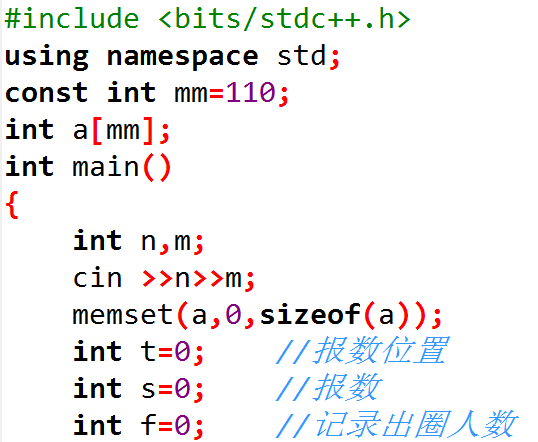 #include <bits/stdc++.h>
using namespace std;
const int mm=110;
int a[mm];
int main()
{
    int n,m;
    cin >>n>>m;
    memset(a,0,sizeof(a));
    int t=0;    //报数位置
    int s=0;    //报数
    int f=0;    //记录出圈人数